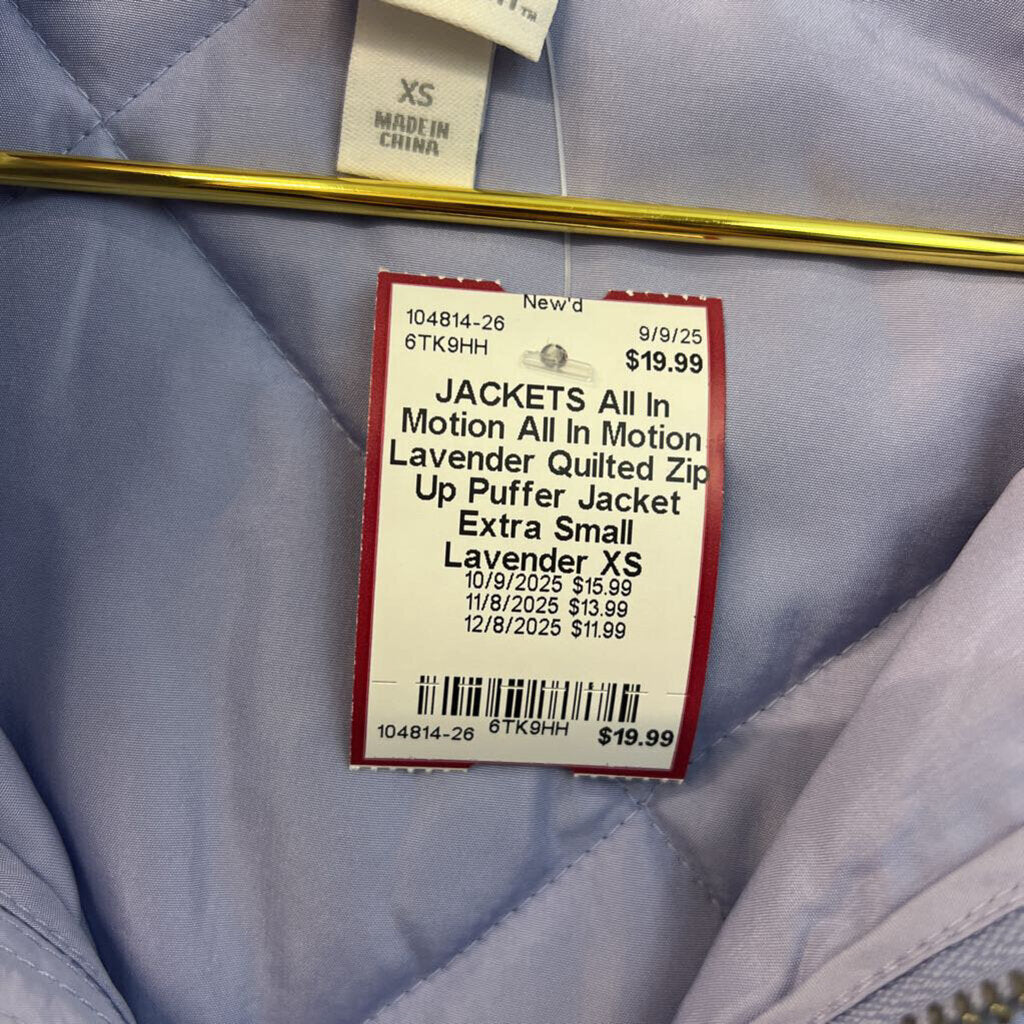 XS
MADE IN
CHINA
New'd
104814-26 9/9/25
6TK9HH $19.99
JACKETS All In
Motion All In Motion
Lavender Quilted Zip
Up Puffer Jacket
Extra Small
Lavender XS
10/9/2025 $15.99
11/8/2025 $13.99
12/8/2025 $11.99
104814-26 6TK9HH $19.99